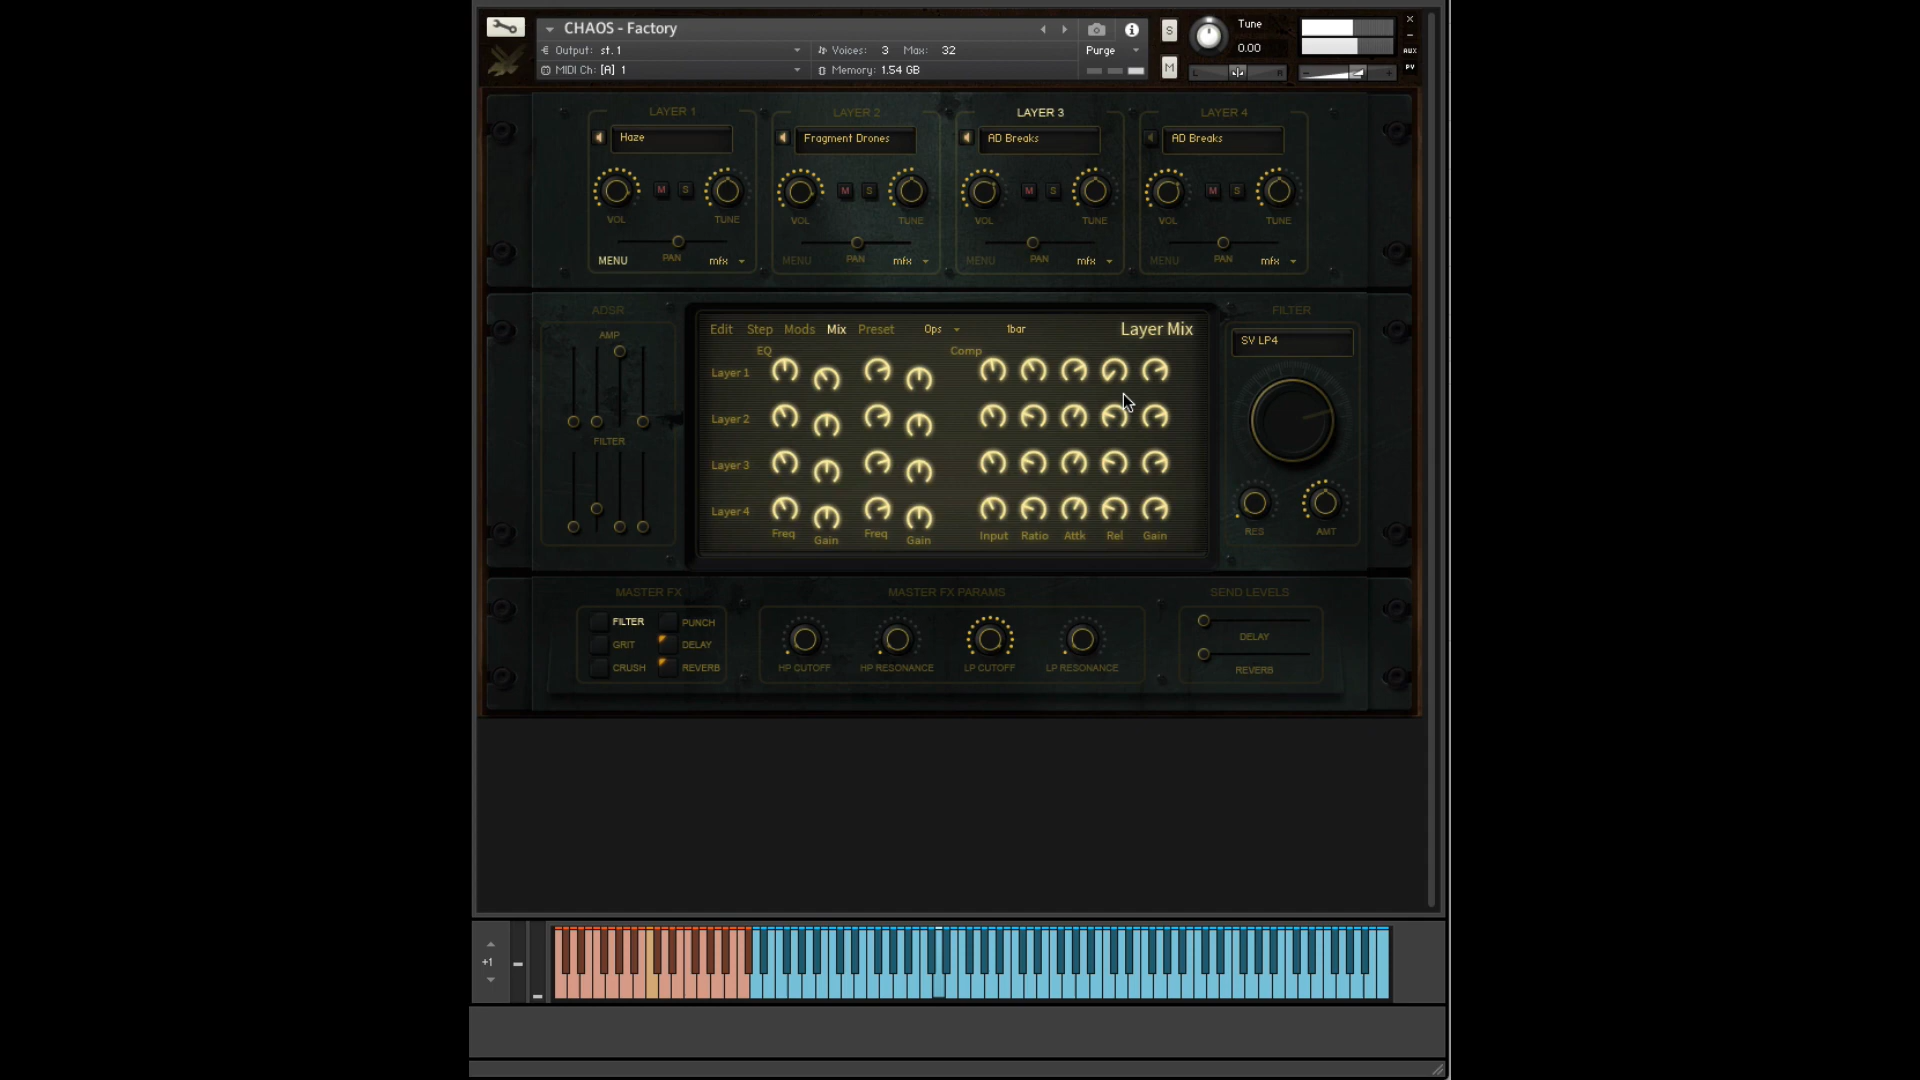 CHAOS - Factory
Output: st.1
Voices: 3 Max: 32
Purge
MIDI Ch: [A] 1
Memory: 1.54 GB
S
M
Tune
0.00
L R
- +
AUX
PV
LAYER 1
LAYER 2
LAYER 3
LAYER 4
Haze
Fragment Drones
AD Breaks
AD Breaks
M S
M S
M S
M S
VOL TUNE
VOL TUNE
VOL TUNE
VOL TUNE
MENU PAN mfx
MENU PAN mfx
MENU PAN mfx
MENU PAN mfx
ADSR
AMP
FILTER
Edit Step Mods Mix Preset Ops 1bar Layer Mix
EQ Comp
Layer 1
Layer 2
Layer 3
Layer 4
Freq Gain Freq Gain Input Ratio Attk Rel Gain
FILTER
SV LP4
RES AMT
MASTER FX
FILTER PUNCH
GRIT DELAY
CRUSH REVERB
MASTER FX PARAMS
HP CUTOFF HP RESONANCE LP CUTOFF LP RESONANCE
SEND LEVELS
DELAY
REVERB
+1